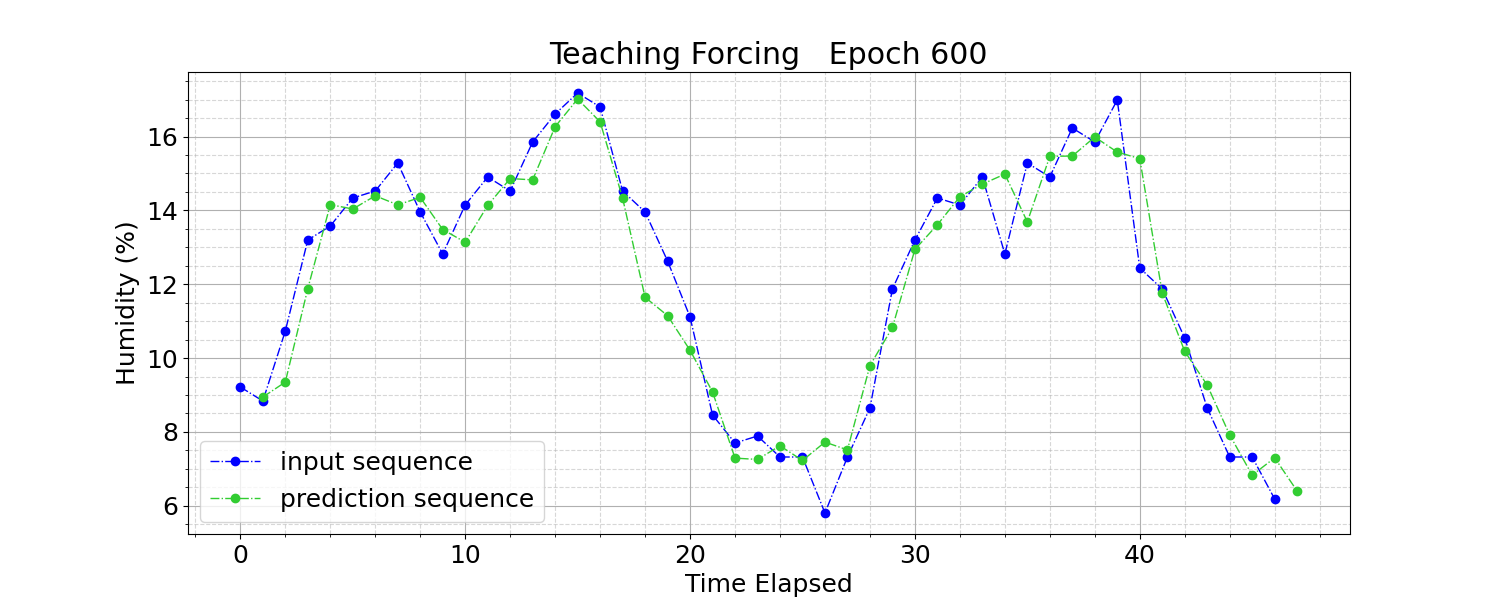 Teaching Forcing   Epoch 600
Humidity (%)
16
14
12
10
8
6
input sequence
prediction sequence
0 10 20 30 40
Time Elapsed